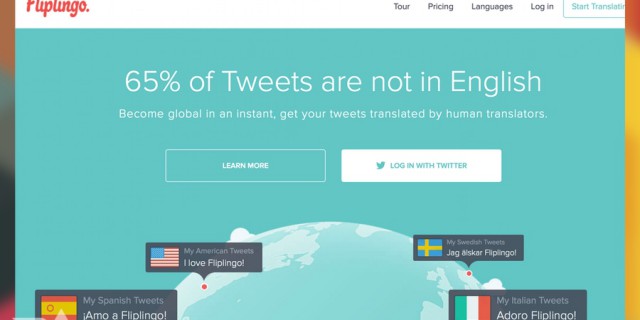 Fliplingo.
Tour Pricing Languages Log in Start Translatin
65% of Tweets are not in English
Become global in an instant, get your tweets translated by human translators.
LEARN MORE LOG IN WITH TWITTER
My American Tweets
I love Fliplingo!
My Swedish Tweets
Jag älskar Fliplingo!
My Spanish Tweets
¡Amo a Fliplingo!
My Italian Tweets
Adoro Fliplingo!